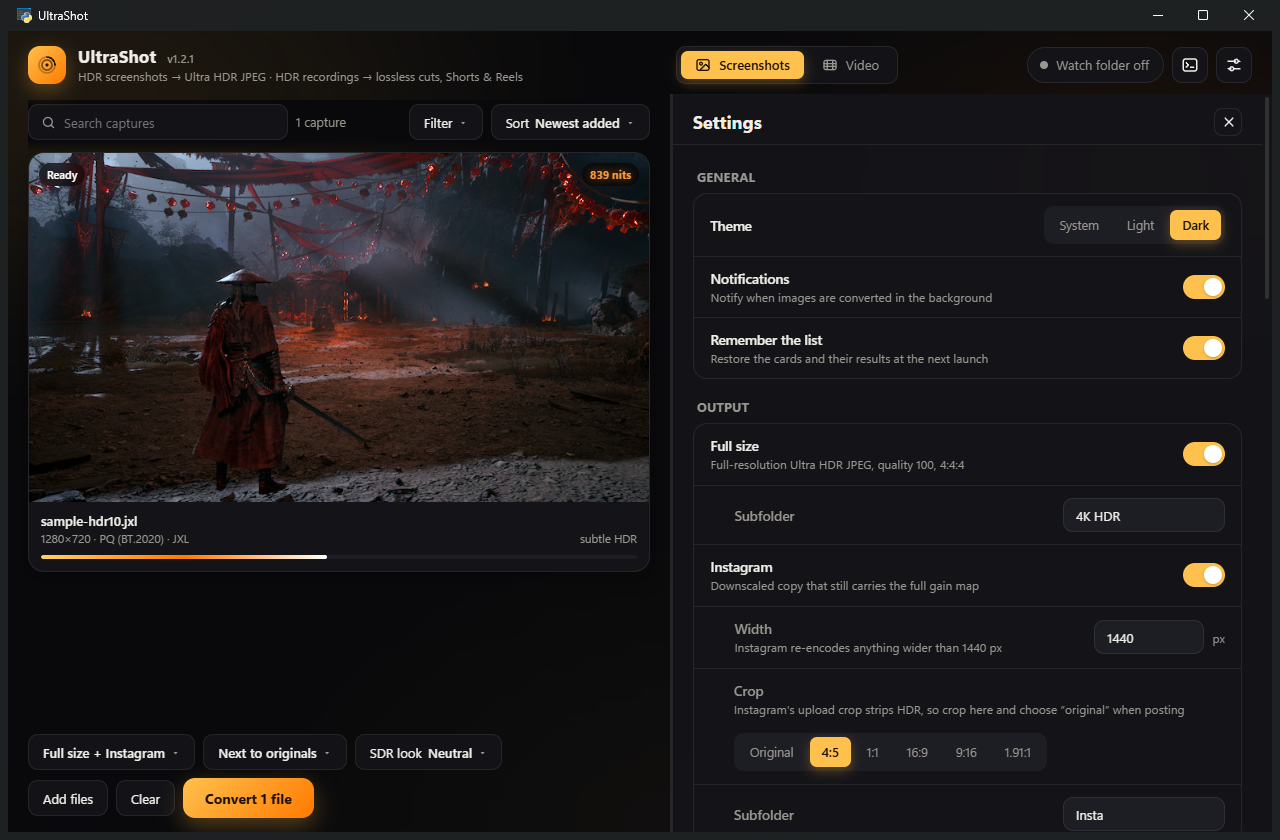 UltraShot
UltraShot v1.2.1
HDR screenshots → Ultra HDR JPEG · HDR recordings → lossless cuts, Shorts & Reels
Screenshots
Video
Watch folder off
Search captures
1 capture
Filter
Sort Newest added
Ready
839 nits
sample-hdr10.jxl
1280×720 · PQ (BT.2020) · JXL
subtle HDR
Full size + Instagram
Next to originals
SDR look Neutral
Add files
Clear
Convert 1 file
Settings
GENERAL
Theme
System
Light
Dark
Notifications
Notify when images are converted in the background
Remember the list
Restore the cards and their results at the next launch
OUTPUT
Full size
Full-resolution Ultra HDR JPEG, quality 100, 4:4:4
Subfolder
4K HDR
Instagram
Downscaled copy that still carries the full gain map
Width
Instagram re-encodes anything wider than 1440 px
1440
px
Crop
Instagram's upload crop strips HDR, so crop here and choose "original" when posting
Original
4:5
1:1
16:9
9:16
1.91:1
Subfolder
Insta